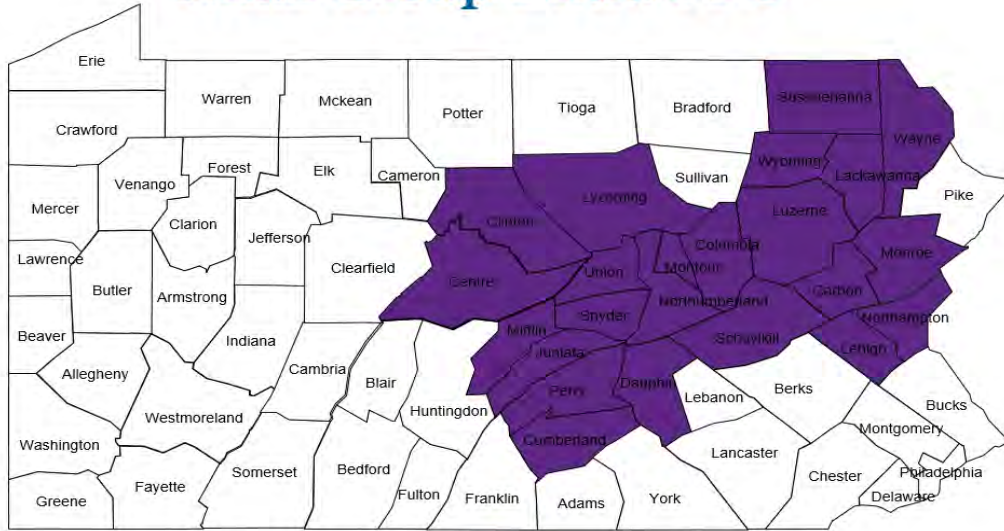 Erie
Warren
Mckean
Potter
Tioga
Bradford
Susquehanna
Wayne
Crawford
Forest
Elk
Cameron
Venango
Clarion
Mercer
Jefferson
Clearfield
Clinton
Lycoming
Sullivan
Wyoming
Lackawanna
Pike
Lawrence
Butler
Armstrong
Centre
Union
Montour
Columbia
Luzerne
Monroe
Carbon
Beaver
Indiana
Snyder
Northumberland
Northampton
Schuylkill
Lehigh
Allegheny
Cambria
Blair
Mifflin
Juniata
Perry
Dauphin
Lebanon
Berks
Bucks
Westmoreland
Huntingdon
Montgomery
Washington
Somerset
Bedford
Cumberland
Lancaster
Chester
Philadelphia
Delaware
Greene
Fayette
Fulton
Franklin
Adams
York